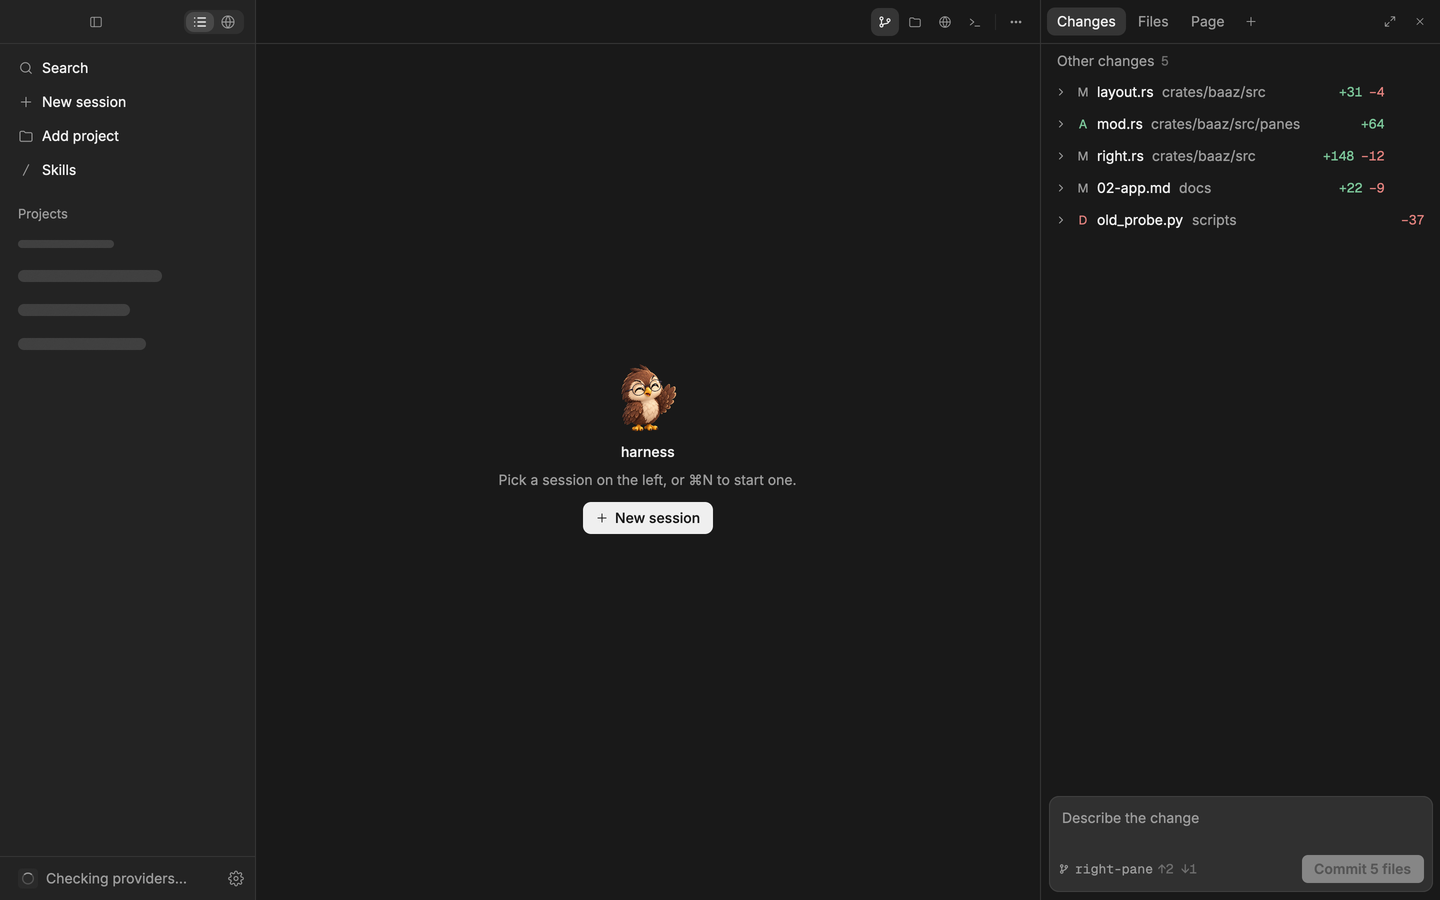 Search
New session
Add project
Skills
Projects
Checking providers...
harness
Pick a session on the left, or ⌘N to start one.
New session
Changes Files Page
Other changes 5
M layout.rs crates/baaz/src +31 −4
A mod.rs crates/baaz/src/panes +64
M right.rs crates/baaz/src +148 −12
M 02-app.md docs +22 −9
D old_probe.py scripts −37
Describe the change
right-pane ↑2 ↓1
Commit 5 files